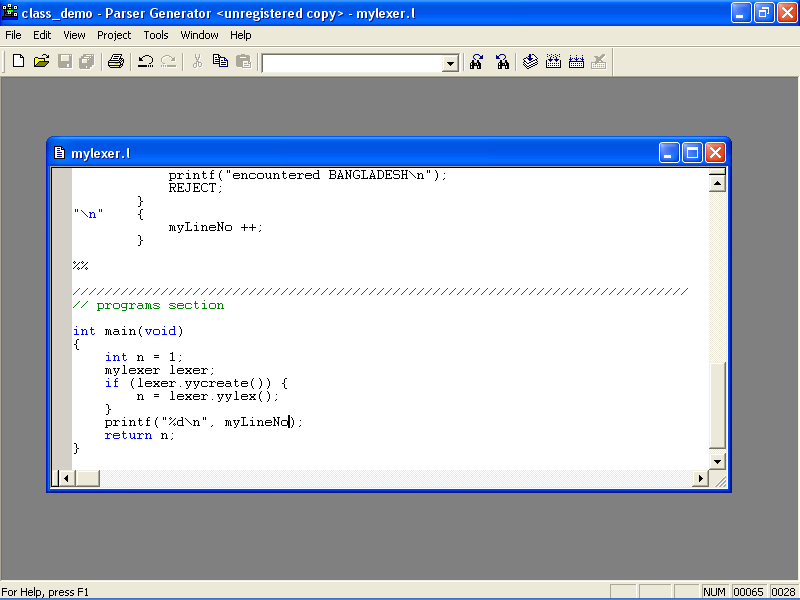 class_demo - Parser Generator <unregistered copy> - mylexer.l
File Edit View Project Tools Window Help
mylexer.l
printf("encountered BANGLADESH\n");
REJECT;
}
"\n" {
myLineNo ++;
}
%%
/////////////////////////////////////////////////////////////////////////////
// programs section
int main(void)
{
int n = 1;
mylexer lexer;
if (lexer.yycreate()) {
n = lexer.yylex();
}
printf("%d\n", myLineNo);
return n;
}
For Help, press F1
NUM 00065 0028